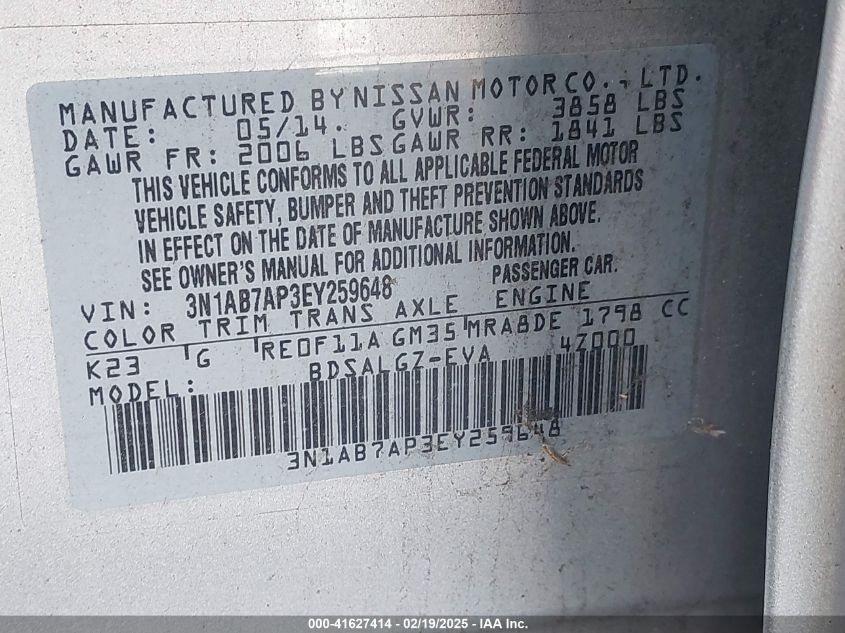 MANUFACTURED BY NISSAN MOTOR CO., LTD.
DATE: 05/14. GVWR: 3858 LBS
GAWR FR: 2006 LBS GAWR RR: 1841 LBS
THIS VEHICLE CONFORMS TO ALL APPLICABLE FEDERAL MOTOR
VEHICLE SAFETY, BUMPER AND THEFT PREVENTION STANDARDS
IN EFFECT ON THE DATE OF MANUFACTURE SHOWN ABOVE.
SEE OWNER'S MANUAL FOR ADDITIONAL INFORMATION.
VIN: 3N1AB7AP3EY259648 PASSENGER CAR.
COLOR TRIM TRANS AXLE ENGINE
K23 G RE0F11A GM35 MRA8DE 1798 CC
MODEL: BDSALGZ-EVA 4Z000
3N1AB7AP3EY259648
000-41627414 - 02/19/2025 - IAA Inc.